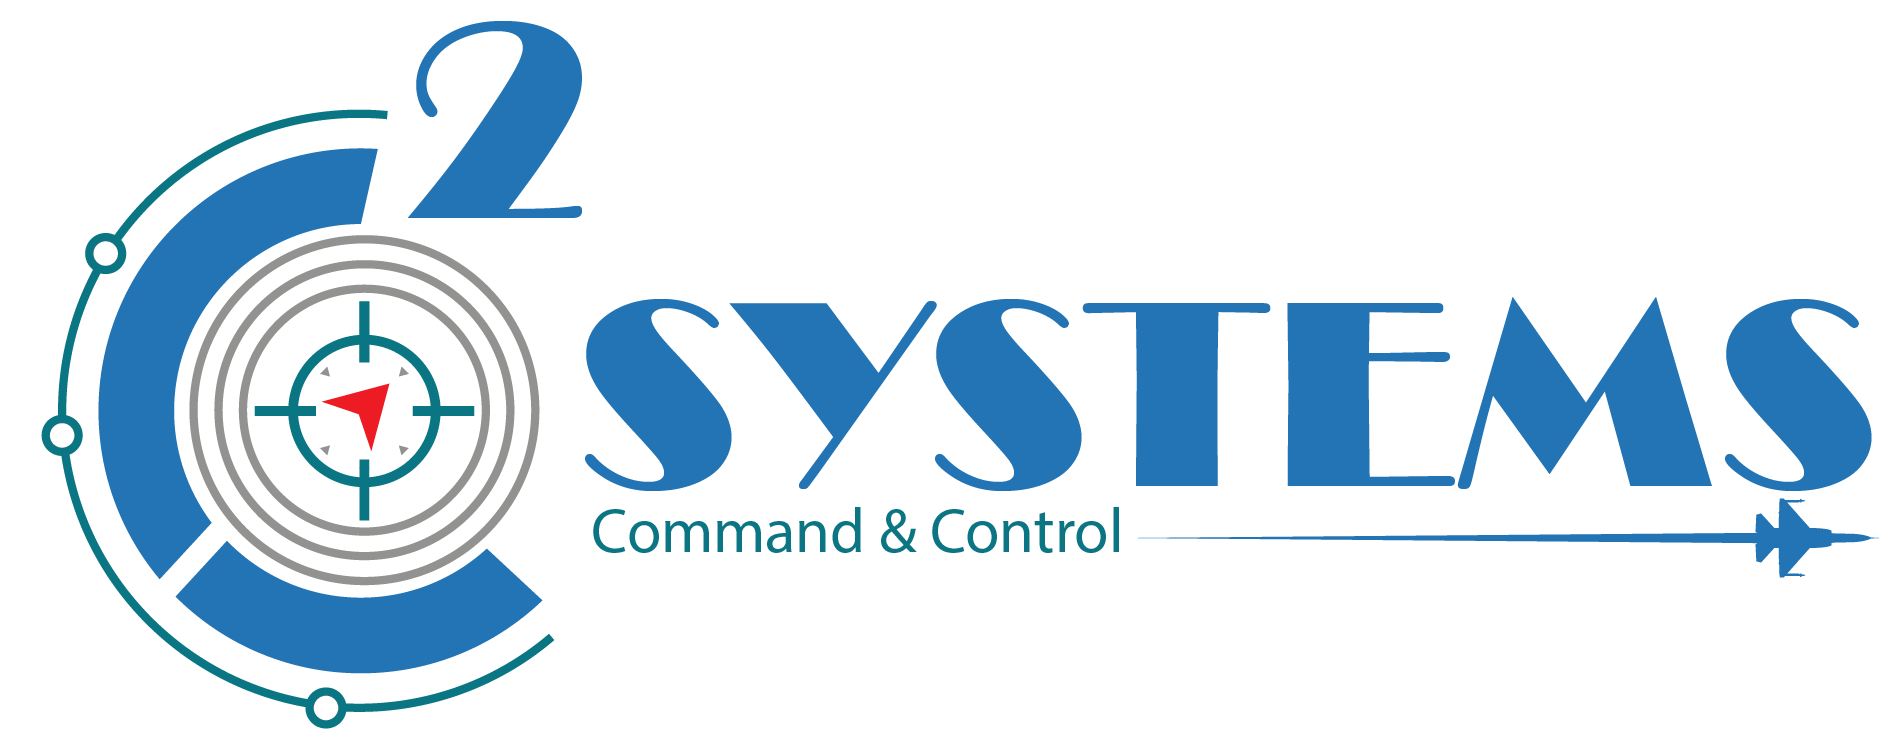 C2
SYSTEMS
Command & Control